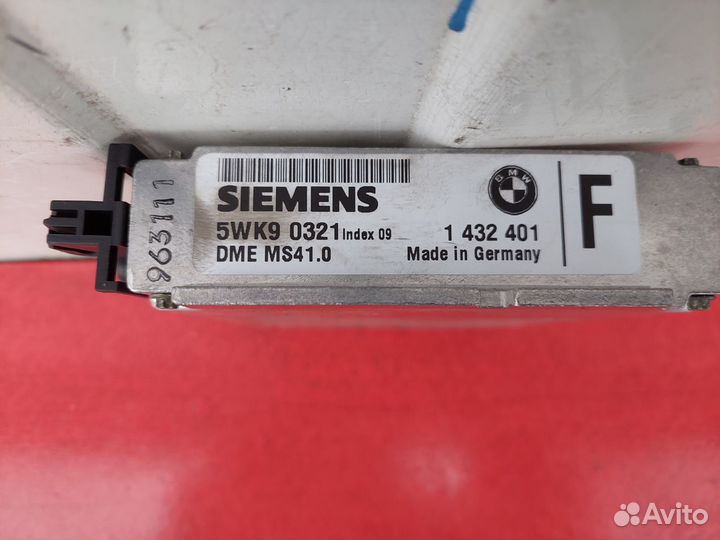 SIEMENS
5WK9 0321 Index 09
DME MS41.0
BMW
1 432 401
Made in Germany
F
963111
Avito